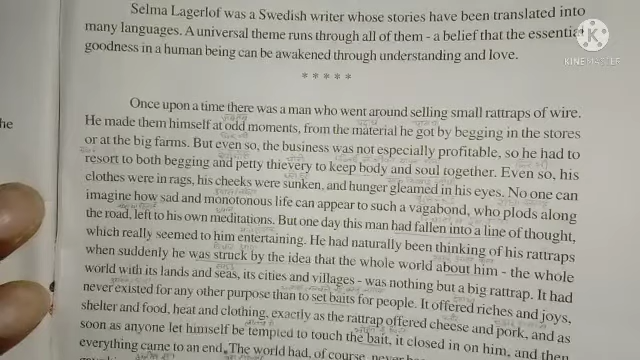 Selma Lagerlof was a Swedish writer whose stories have been translated into
many languages. A universal theme runs through all of them - a belief that the essential
goodness in a human being can be awakened through understanding and love.
* * * * *
Once upon a time there was a man who went around selling small rattraps of wire.
he
He made them himself at odd moments, from the material he got by begging in the stores
or at the big farms. But even so, the business was not especially profitable, so he had to
resort to both begging and petty thievery to keep body and soul together. Even so, his
clothes were in rags, his cheeks were sunken, and hunger gleamed in his eyes. No one can
imagine how sad and monotonous life can appear to such a vagabond, who plods along
the road, left to his own meditations. But one day this man had fallen into a line of thought,
which really seemed to him entertaining. He had naturally been thinking of his rattraps
when suddenly he was struck by the idea that the whole world about him - the whole
world with its lands and seas, its cities and villages - was nothing but a big rattrap. It had
never existed for any other purpose than to set baits for people. It offered riches and joys,
shelter and food, heat and clothing, exactly as the rattrap offered cheese and pork, and as
soon as anyone let himself be tempted to touch the bait, it closed in on him, and then
everything came to an end. The world had, of course, never
K
KINEMASTER